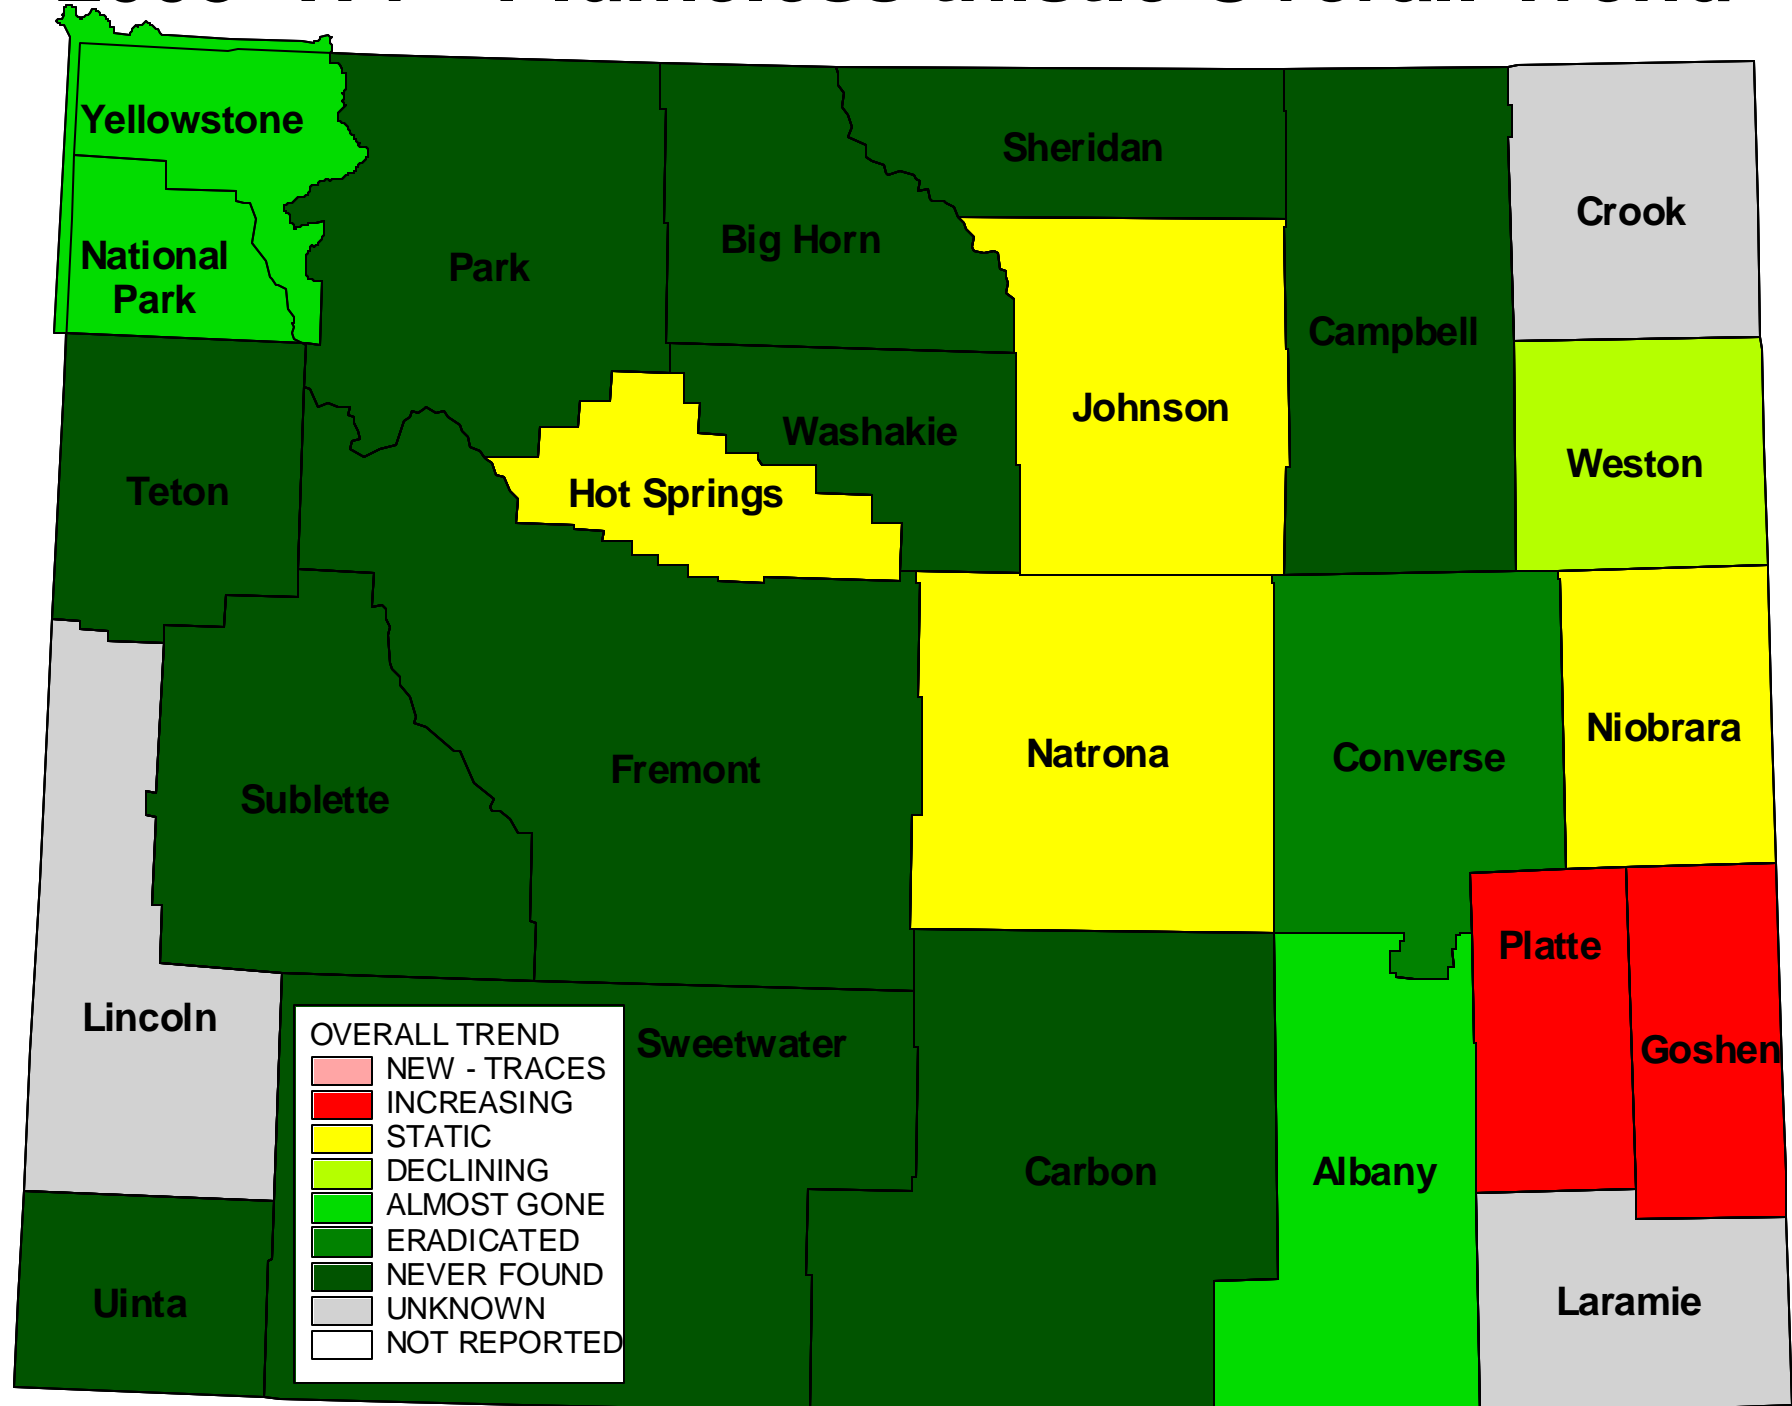 Yellowstone
National
Park
Park
Big Horn
Sheridan
Campbell
Crook
Johnson
Washakie
Hot Springs
Weston
Teton
Natrona
Converse
Niobrara
Fremont
Sublette
Platte
Goshen
Lincoln
Sweetwater
Carbon
Albany
Uinta
Laramie
OVERALL TREND
NEW - TRACES
INCREASING
STATIC
DECLINING
ALMOST GONE
ERADICATED
NEVER FOUND
UNKNOWN
NOT REPORTED